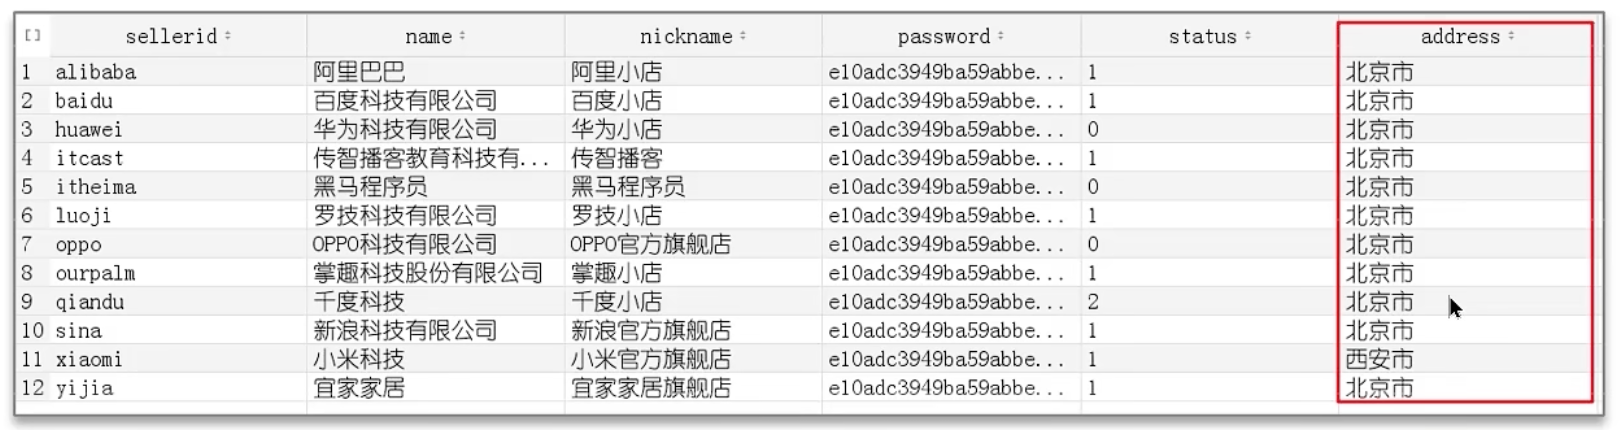 [] sellerid name nickname password status address
1 alibaba 阿里巴巴 阿里小店 e10adc3949ba59abbe... 1 北京市
2 baidu 百度科技有限公司 百度小店 e10adc3949ba59abbe... 1 北京市
3 huawei 华为科技有限公司 华为小店 e10adc3949ba59abbe... 0 北京市
4 itcast 传智播客教育科技有... 传智播客 e10adc3949ba59abbe... 1 北京市
5 itheima 黑马程序员 黑马程序员 e10adc3949ba59abbe... 0 北京市
6 luoji 罗技科技有限公司 罗技小店 e10adc3949ba59abbe... 1 北京市
7 oppo OPPO科技有限公司 OPPO官方旗舰店 e10adc3949ba59abbe... 0 北京市
8 ourpalm 掌趣科技股份有限公司 掌趣小店 e10adc3949ba59abbe... 1 北京市
9 qiandu 千度科技 千度小店 e10adc3949ba59abbe... 2 北京市
10 sina 新浪科技有限公司 新浪官方旗舰店 e10adc3949ba59abbe... 1 北京市
11 xiaomi 小米科技 小米官方旗舰店 e10adc3949ba59abbe... 1 西安市
12 yijia 宜家家居 宜家家居旗舰店 e10adc3949ba59abbe... 1 北京市